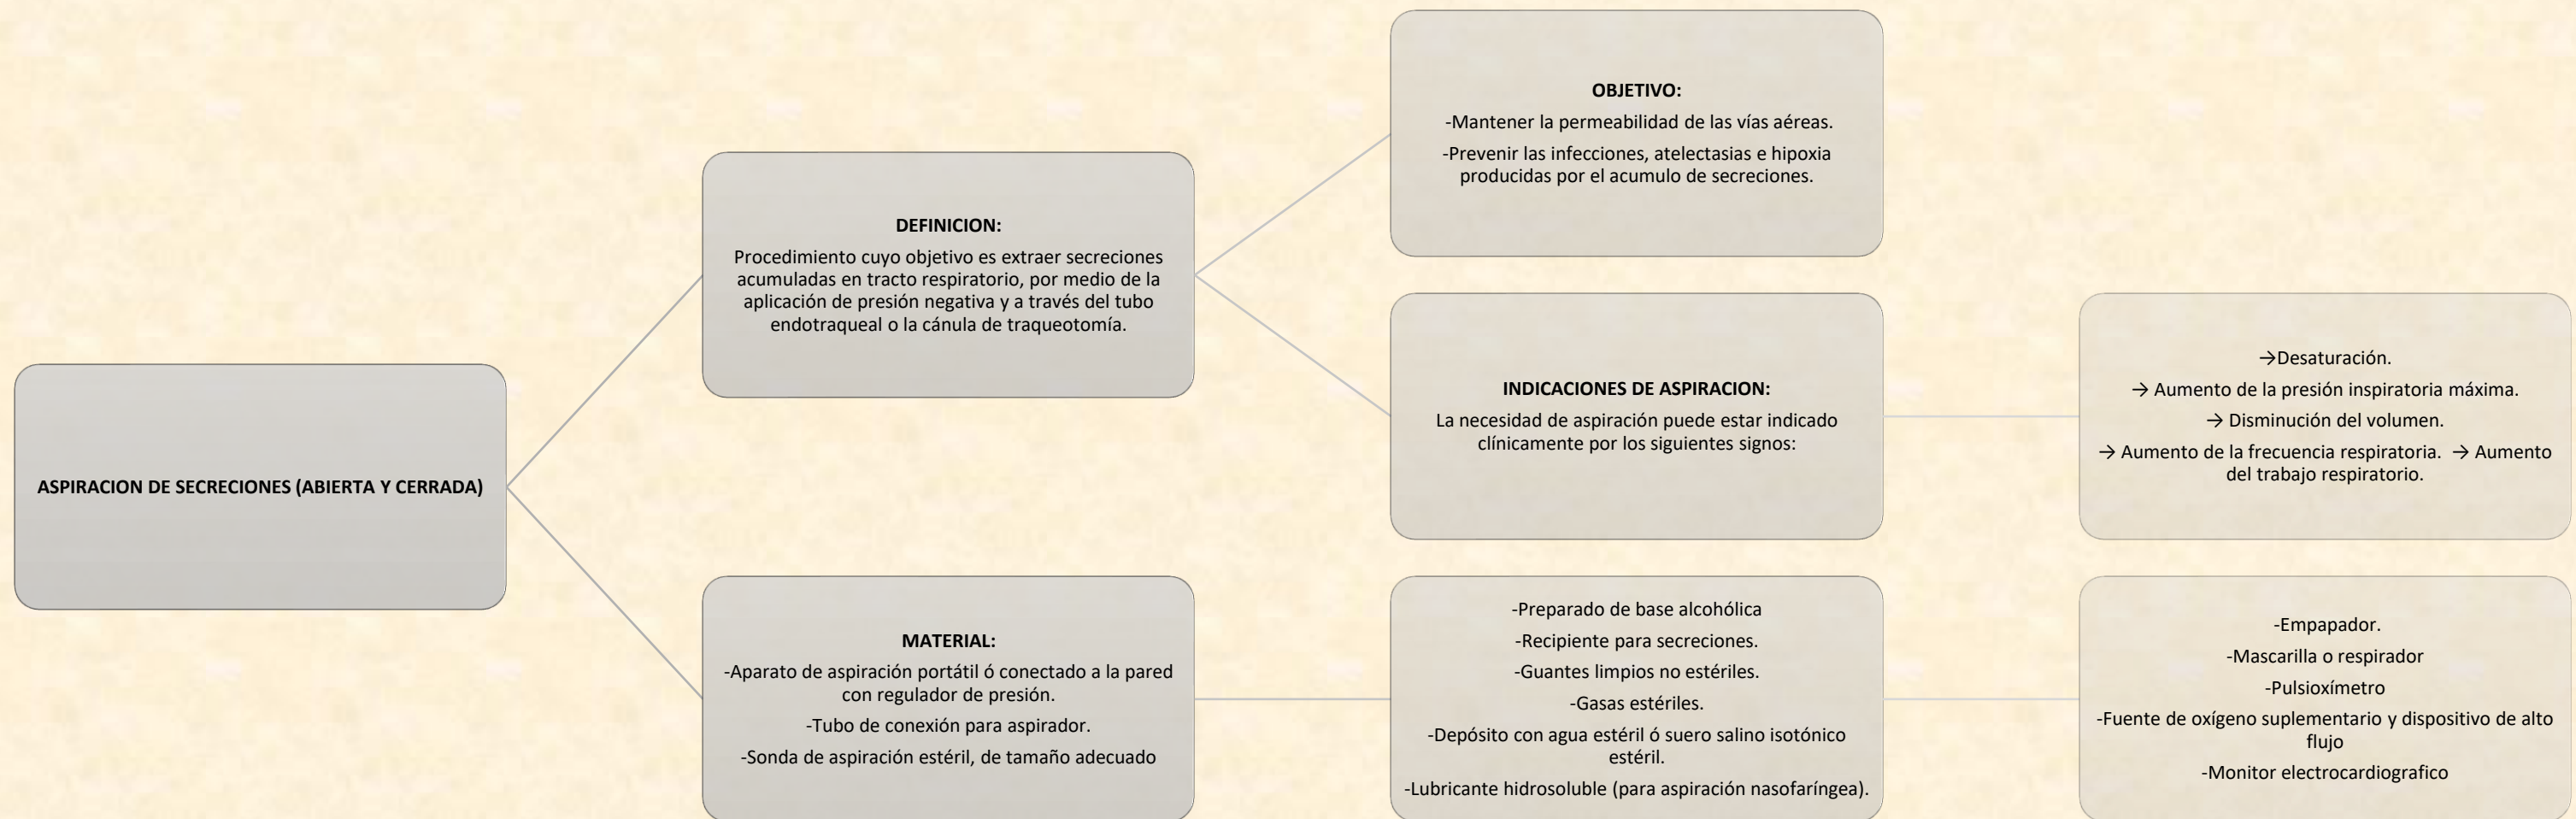 ASPIRACION DE SECRECIONES (ABIERTA Y CERRADA)
DEFINICION:
Procedimiento cuyo objetivo es extraer secreciones
acumuladas en tracto respiratorio, por medio de la
aplicación de presión negativa y a través del tubo
endotraqueal o la cánula de traqueotomía.
OBJETIVO:
-Mantener la permeabilidad de las vías aéreas.
-Prevenir las infecciones, atelectasias e hipoxia
producidas por el acumulo de secreciones.
INDICACIONES DE ASPIRACION:
La necesidad de aspiración puede estar indicado
clínicamente por los siguientes signos:
→Desaturación.
→ Aumento de la presión inspiratoria máxima.
→ Disminución del volumen.
→ Aumento de la frecuencia respiratoria. → Aumento
del trabajo respiratorio.
MATERIAL:
-Aparato de aspiración portátil ó conectado a la pared
con regulador de presión.
-Tubo de conexión para aspirador.
-Sonda de aspiración estéril, de tamaño adecuado
-Preparado de base alcohólica
-Recipiente para secreciones.
-Guantes limpios no estériles.
-Gasas estériles.
-Depósito con agua estéril ó suero salino isotónico
estéril.
-Lubricante hidrosoluble (para aspiración nasofaríngea).
-Empapador.
-Mascarilla o respirador
-Pulsioxímetro
-Fuente de oxígeno suplementario y dispositivo de alto
flujo
-Monitor electrocardiografico